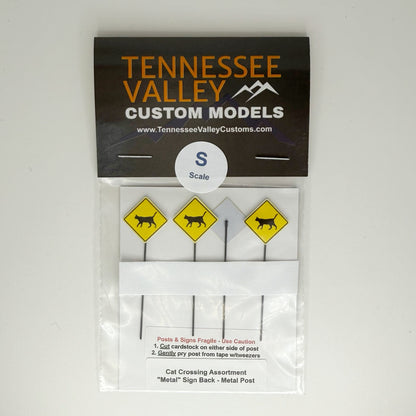 TENNESSEE
VALLEY
CUSTOM MODELS
www.TennesseeValleyCustoms.com
S
Scale
Posts & Signs Fragile - Use Caution
1. Cut cardstock on either side of post
2. Gently pry post from tape w/tweezers
Cat Crossing Assortment
"Metal" Sign Back - Metal Post